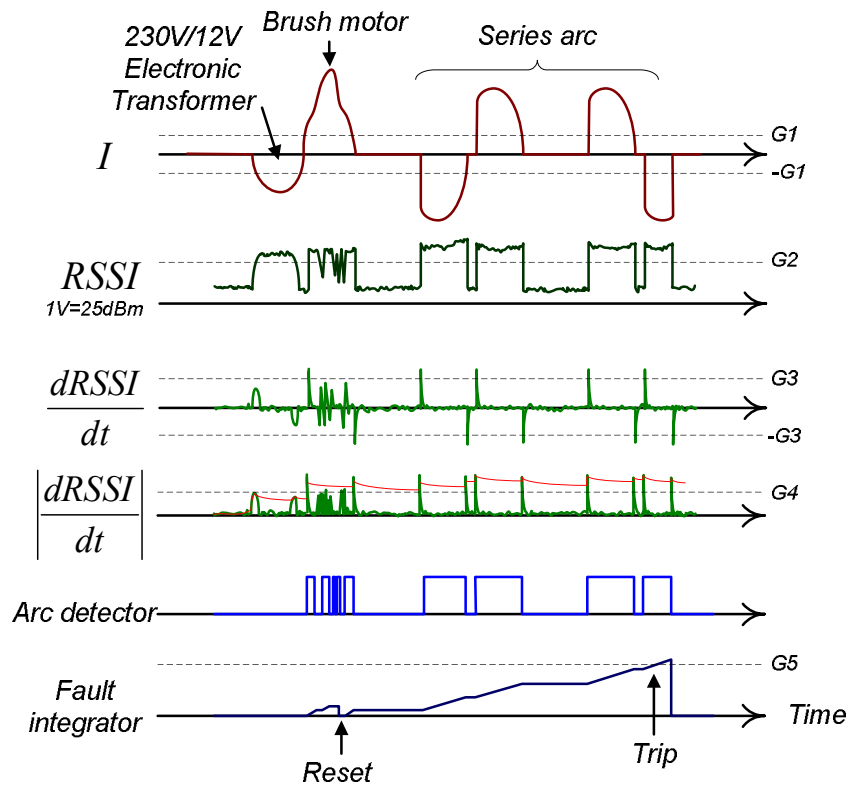 Brush motor
230V/12V
Electronic
Transformer
Series arc
I
G1
-G1
RSSI
1V=25dBm
G2
dRSSI
dt
G3
-G3
|dRSSI|
dt
G4
Arc detector
Fault
integrator
G5
Time
Reset
Trip